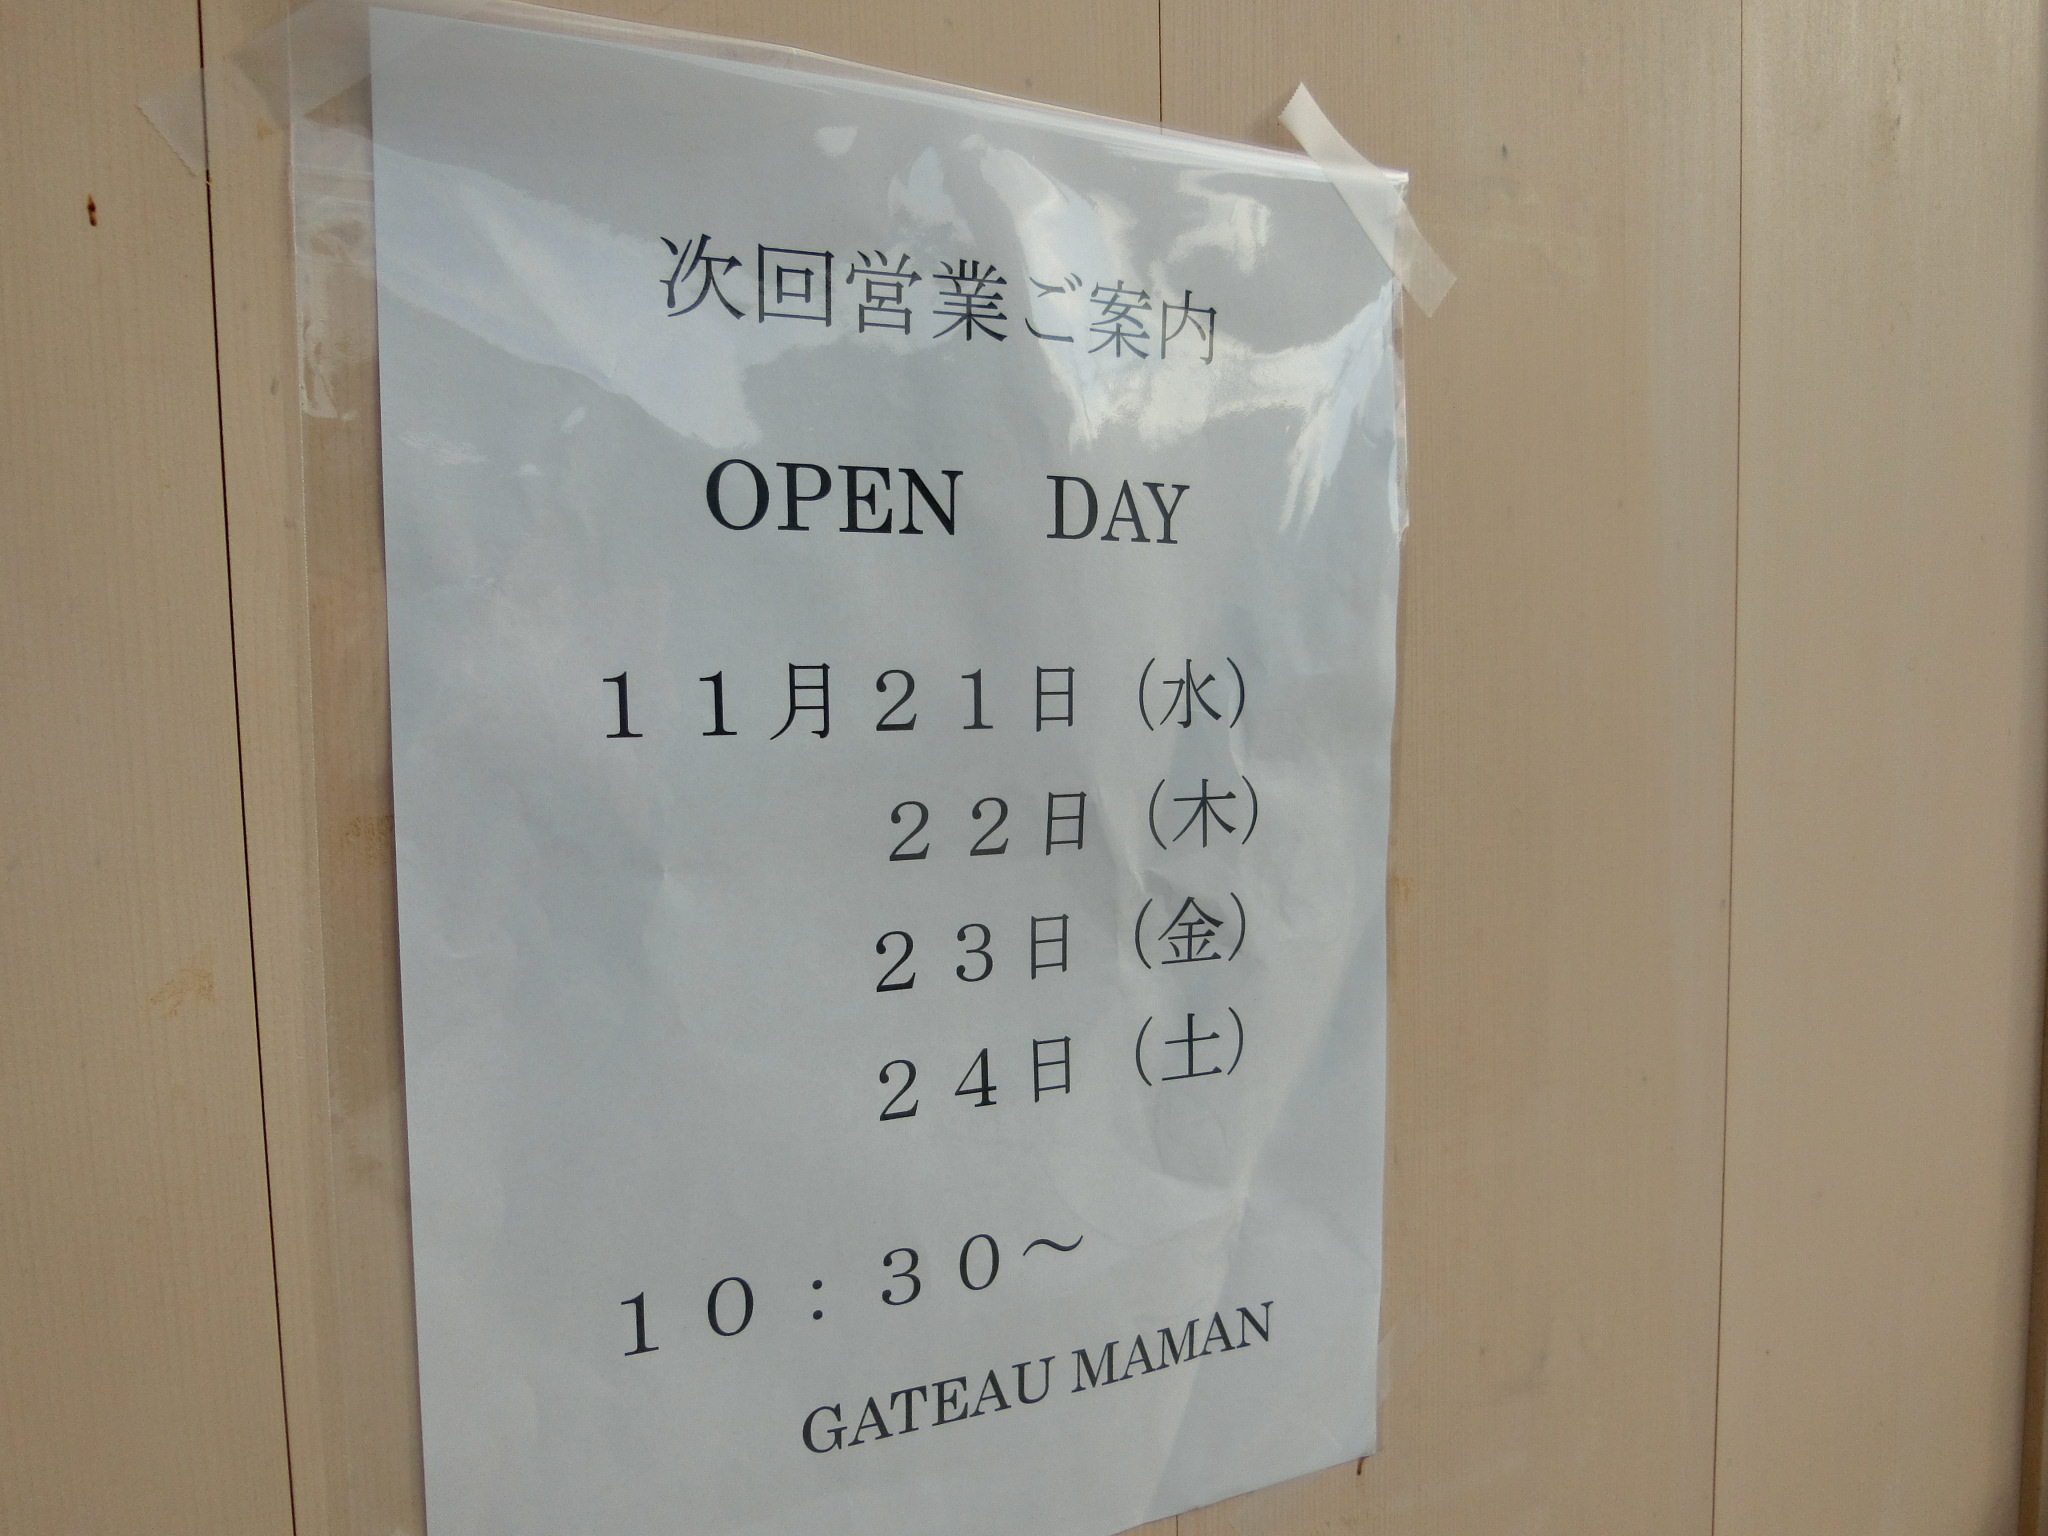 次回営業ご案内
OPEN　DAY
１１月２１日（水）
２２日（木）
２３日（金）
２４日（土）
１０：３０～
GATEAU MAMAN